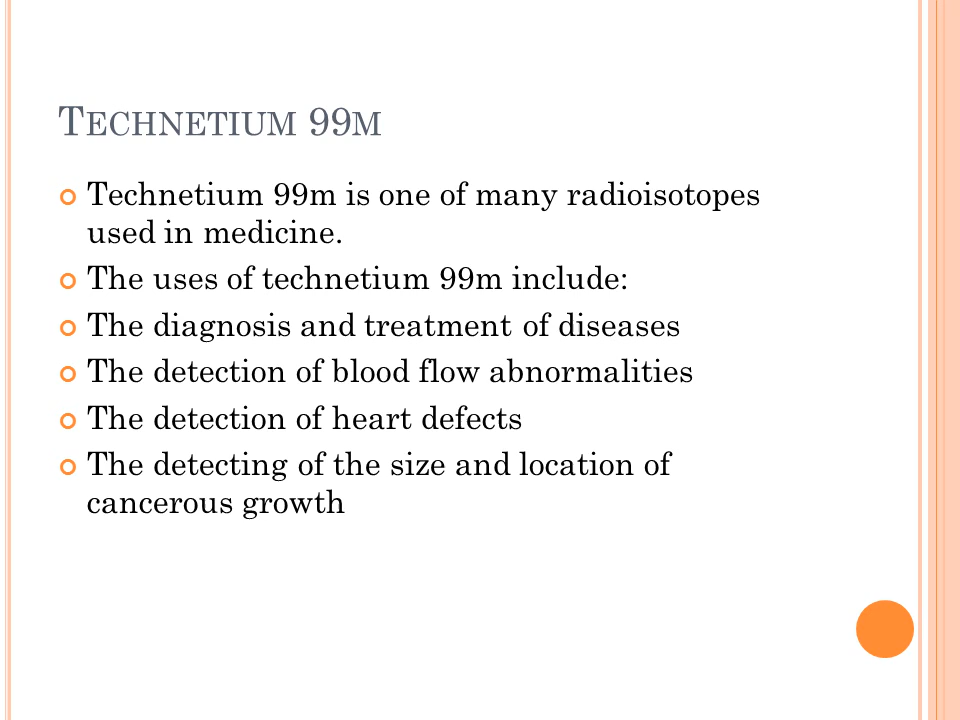 Technetium 99m
Technetium 99m is one of many radioisotopes
used in medicine.
The uses of technetium 99m include:
The diagnosis and treatment of diseases
The detection of blood flow abnormalities
The detection of heart defects
The detecting of the size and location of
cancerous growth